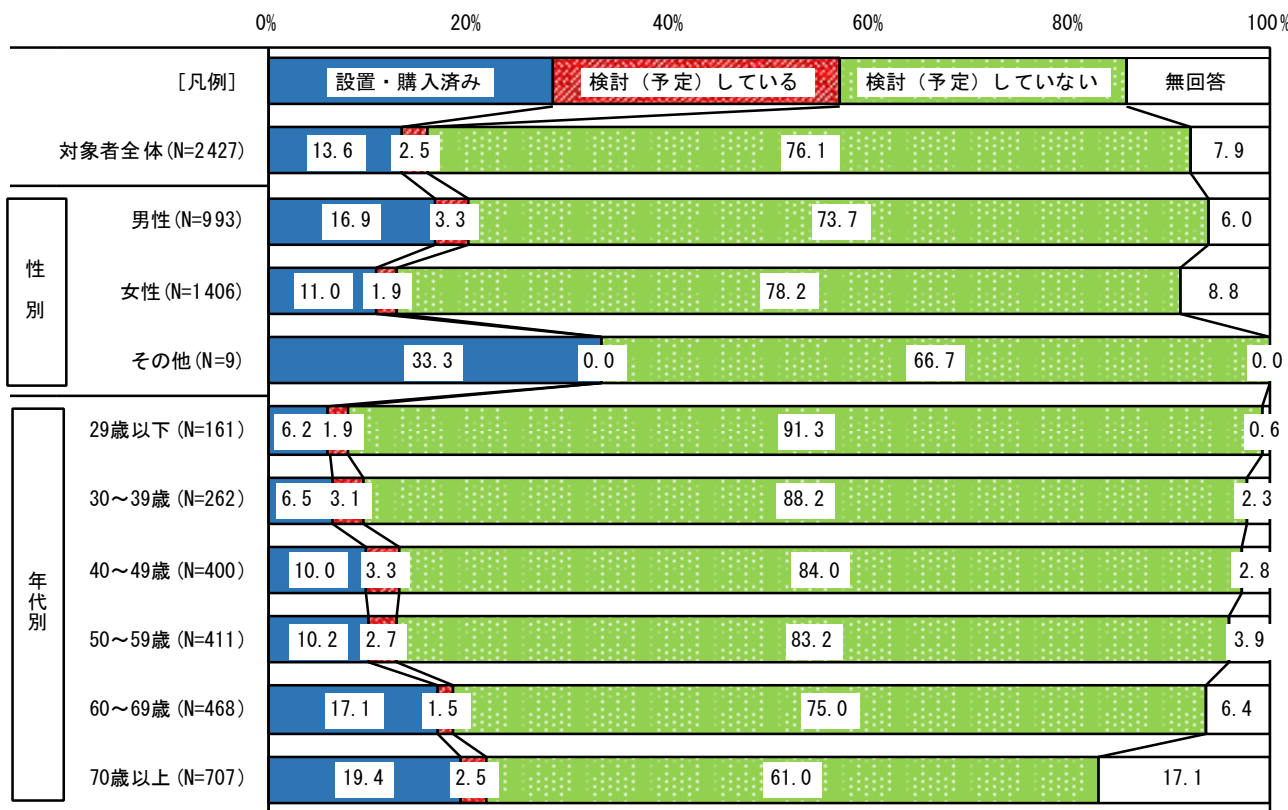 0% 20% 40% 60% 80% 100%
[凡例] 設置・購入済み 検討(予定)している 検討(予定)していない 無回答
対象者全体(N=2427) 13.6 2.5 76.1 7.9
性別
男性(N=993) 16.9 3.3 73.7 6.0
女性(N=1406) 11.0 1.9 78.2 8.8
その他(N=9) 33.3 0.0 66.7 0.0
年代別
29歳以下(N=161) 6.2 1.9 91.3 0.6
30~39歳(N=262) 6.5 3.1 88.2 2.3
40~49歳(N=400) 10.0 3.3 84.0 2.8
50~59歳(N=411) 10.2 2.7 83.2 3.9
60~69歳(N=468) 17.1 1.5 75.0 6.4
70歳以上(N=707) 19.4 2.5 61.0 17.1